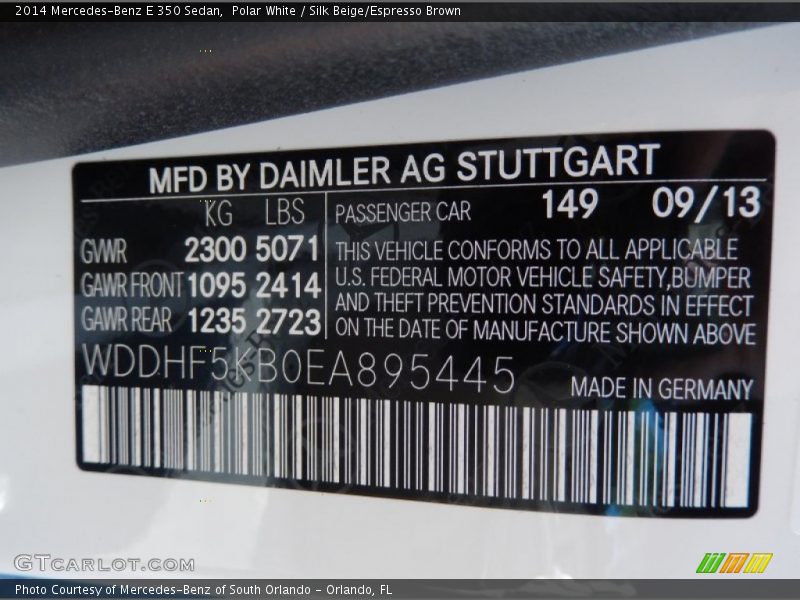 2014 Mercedes-Benz E 350 Sedan, Polar White / Silk Beige/Espresso Brown
MFD BY DAIMLER AG STUTTGART
KG LBS
GVWR 2300 5071
GAWR FRONT 1095 2414
GAWR REAR 1235 2723
PASSENGER CAR 149 09/13
THIS VEHICLE CONFORMS TO ALL APPLICABLE
U.S. FEDERAL MOTOR VEHICLE SAFETY,BUMPER
AND THEFT PREVENTION STANDARDS IN EFFECT
ON THE DATE OF MANUFACTURE SHOWN ABOVE
WDDHF5KB0EA895445
MADE IN GERMANY
GTCARLOT.COM
Photo Courtesy of Mercedes-Benz of South Orlando - Orlando, FL